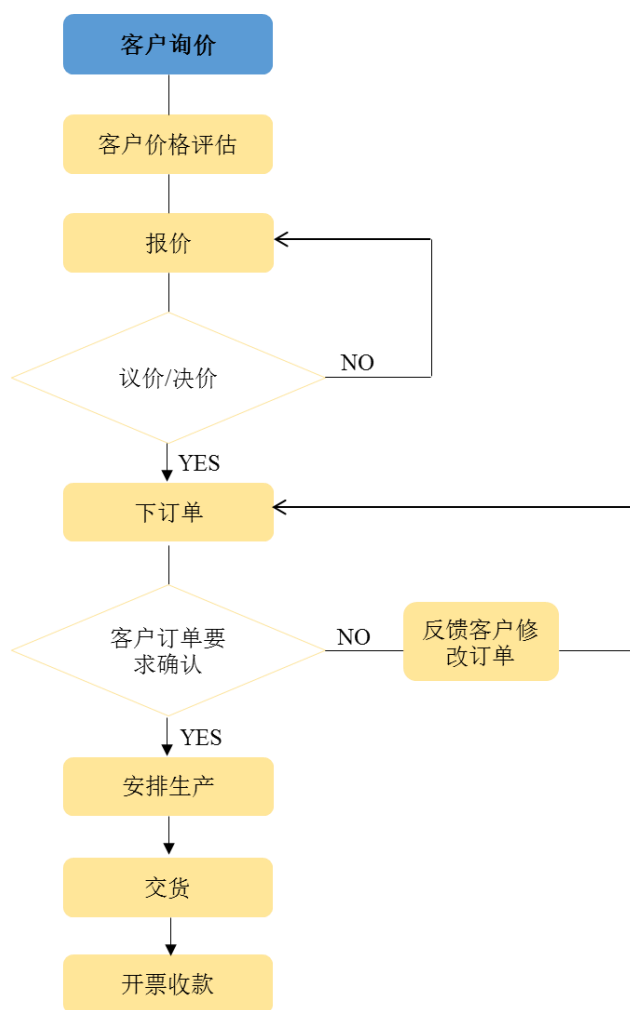 客户询价
客户价格评估
报价
议价/决价
NO
YES
下订单
客户订单要
求确认
NO
反馈客户修
改订单
YES
安排生产
交货
开票收款